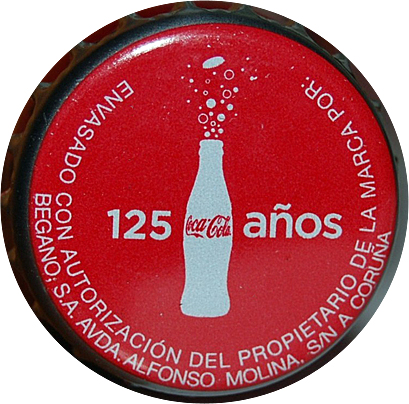 125 Coca-Cola años
ENVASADO CON AUTORIZACIÓN DEL PROPIETARIO DE LA MARCA POR:
BEGANO, S.A. AVDA. ALFONSO MOLINA, S/N A CORUÑA